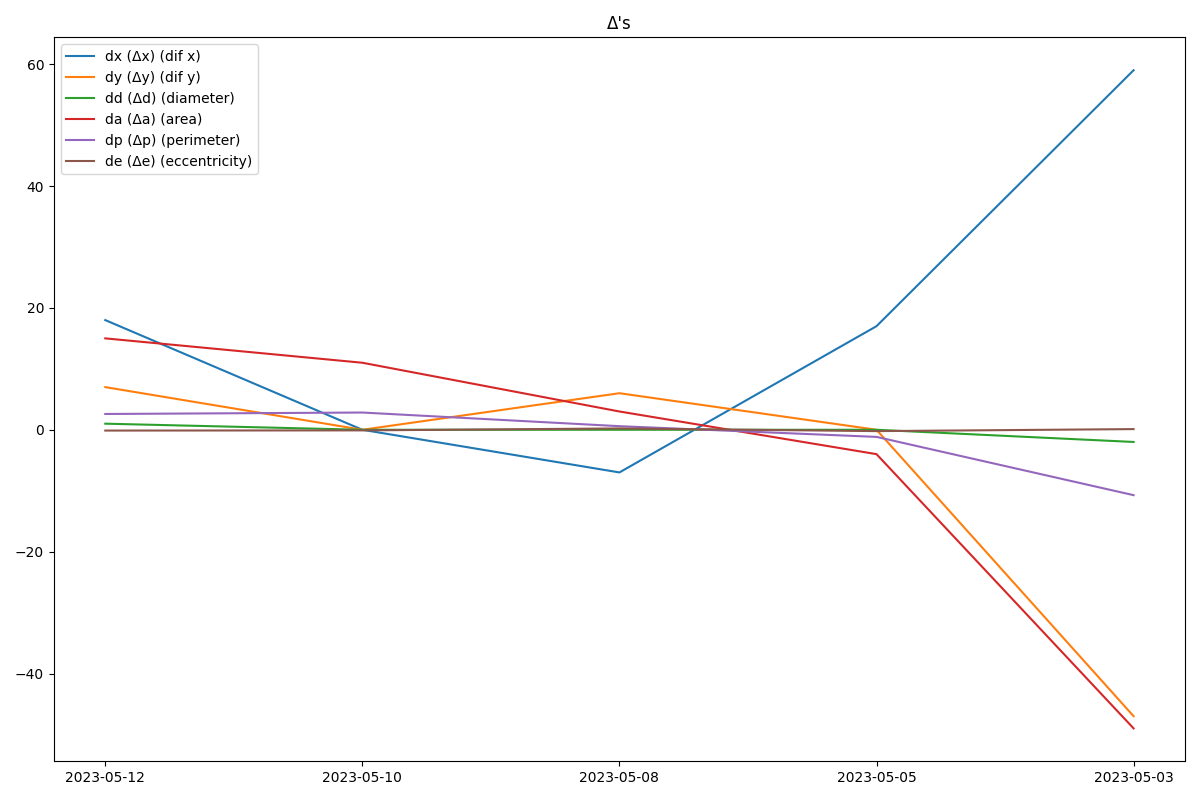 Δ's
dx (Δx) (dif x)
dy (Δy) (dif y)
dd (Δd) (diameter)
da (Δa) (area)
dp (Δp) (perimeter)
de (Δe) (eccentricity)
60
40
20
0
−20
−40
2023-05-12 2023-05-10 2023-05-08 2023-05-05 2023-05-03